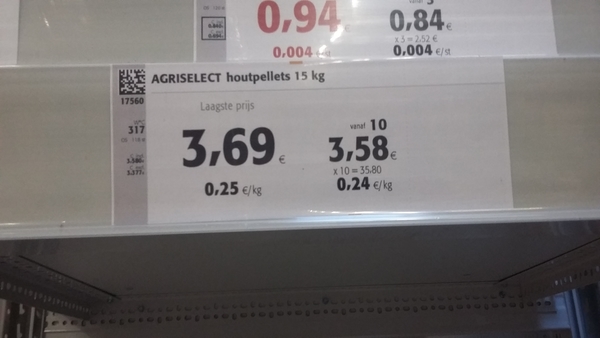 0,94
0,84 €
x 3 = 2,52 €
0,004
0,004 €/st
AGRISELECT houtpellets 15 kg
17560
Laagste prijs
317
3,69 €
vanaf 10
3,58 €
x 10 = 35,80
0,25 €/kg
0,24 €/kg